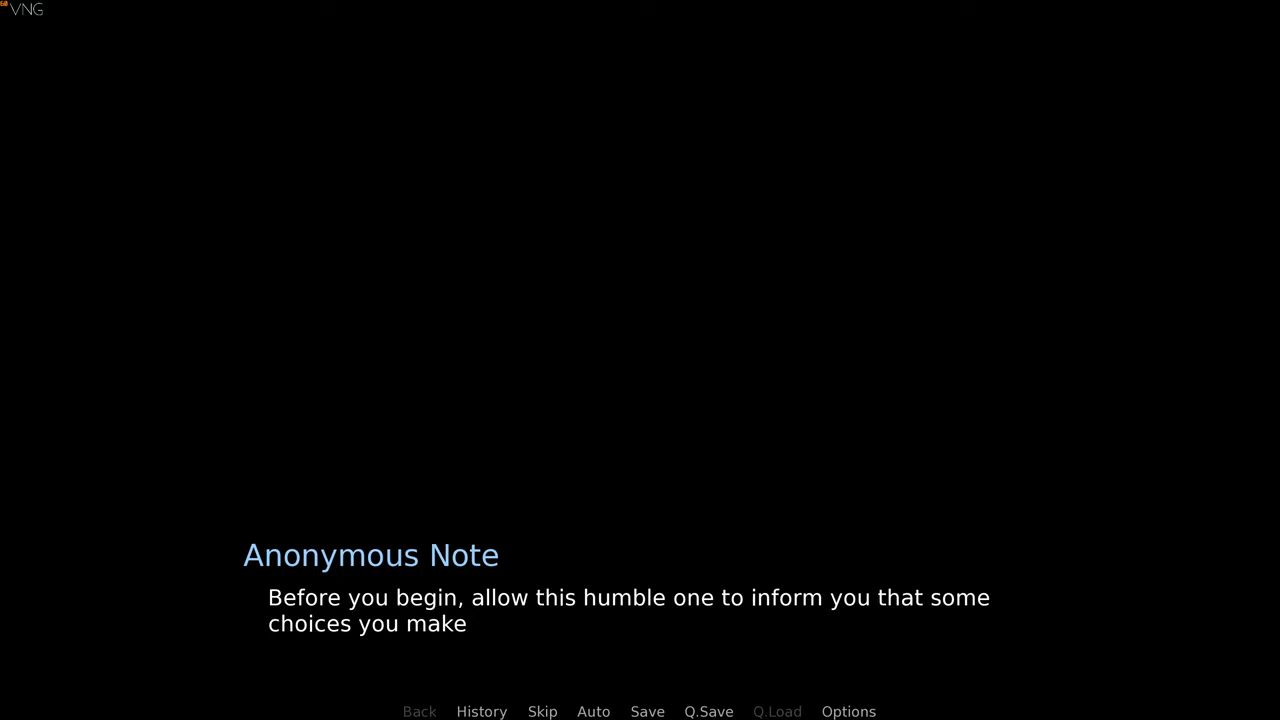 60
VNG
Anonymous Note
Before you begin, allow this humble one to inform you that some
choices you make
Back History Skip Auto Save Q.Save Q.Load Options